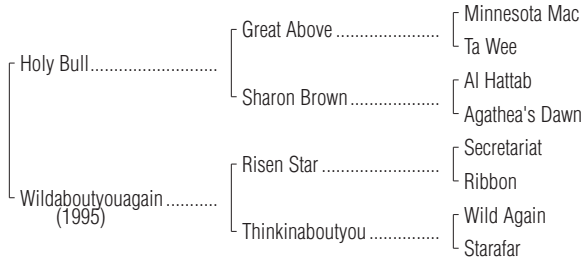 Minnesota Mac
Great Above
Ta Wee
Holy Bull
Al Hattab
Sharon Brown
Agathea's Dawn
Secretariat
Risen Star
Ribbon
Wildaboutyouagain
(1995)
Wild Again
Thinkinaboutyou
Starafar